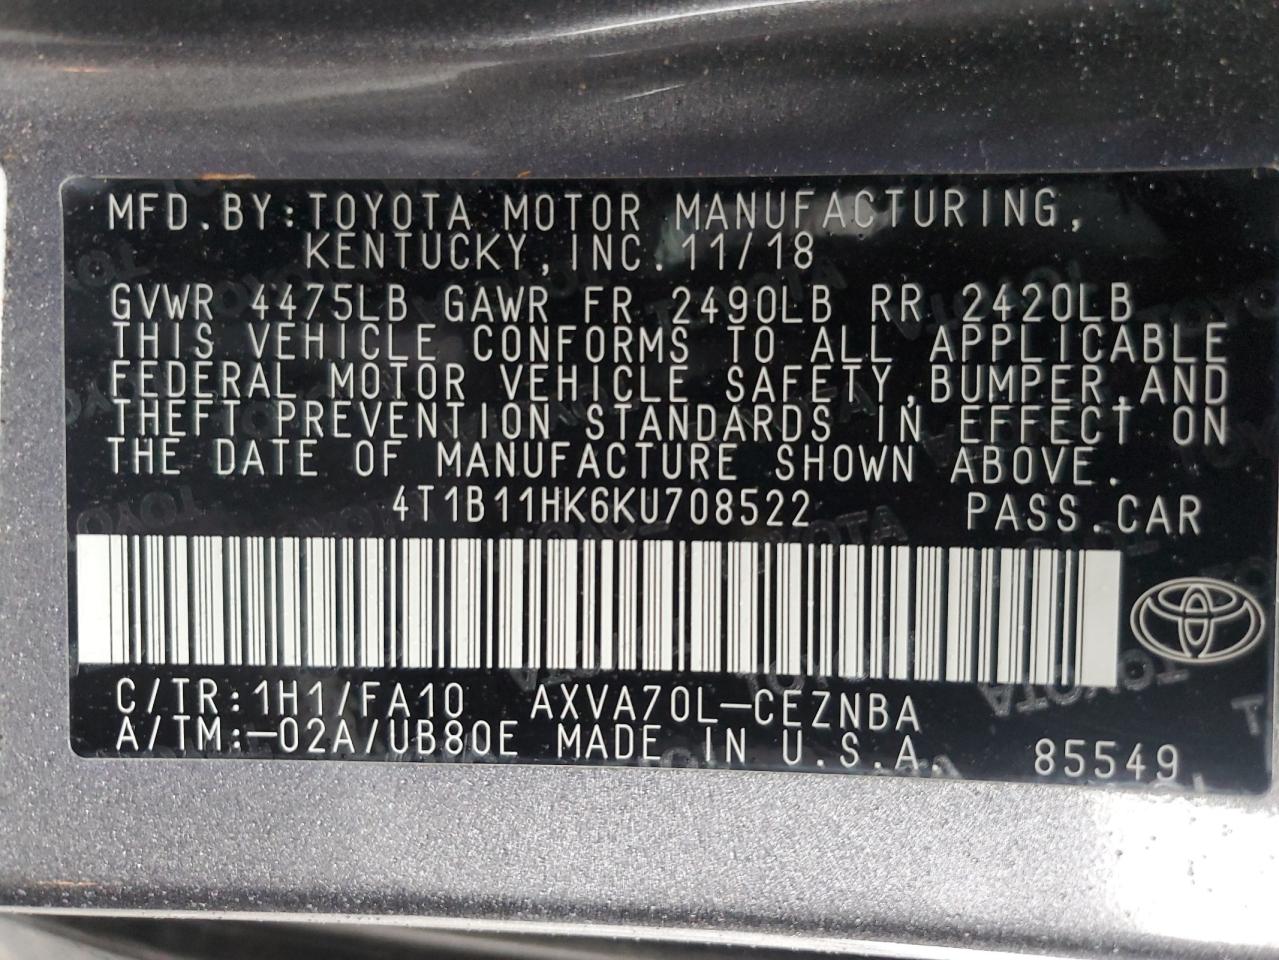 MFD.BY:TOYOTA MOTOR MANUFACTURING,
KENTUCKY,INC.11/18
GVWR 4475LB GAWR FR 2490LB RR 2420LB
THIS VEHICLE CONFORMS TO ALL APPLICABLE
FEDERAL MOTOR VEHICLE SAFETY,BUMPER,AND
THEFT PREVENTION STANDARDS IN EFFECT ON
THE DATE OF MANUFACTURE SHOWN ABOVE.
4T1B11HK6KU708522 PASS.CAR
C/TR:1H1/FA10 AXVA70L-CEZNBA
A/TM:-02A/UB80E MADE IN U.S.A. 85549